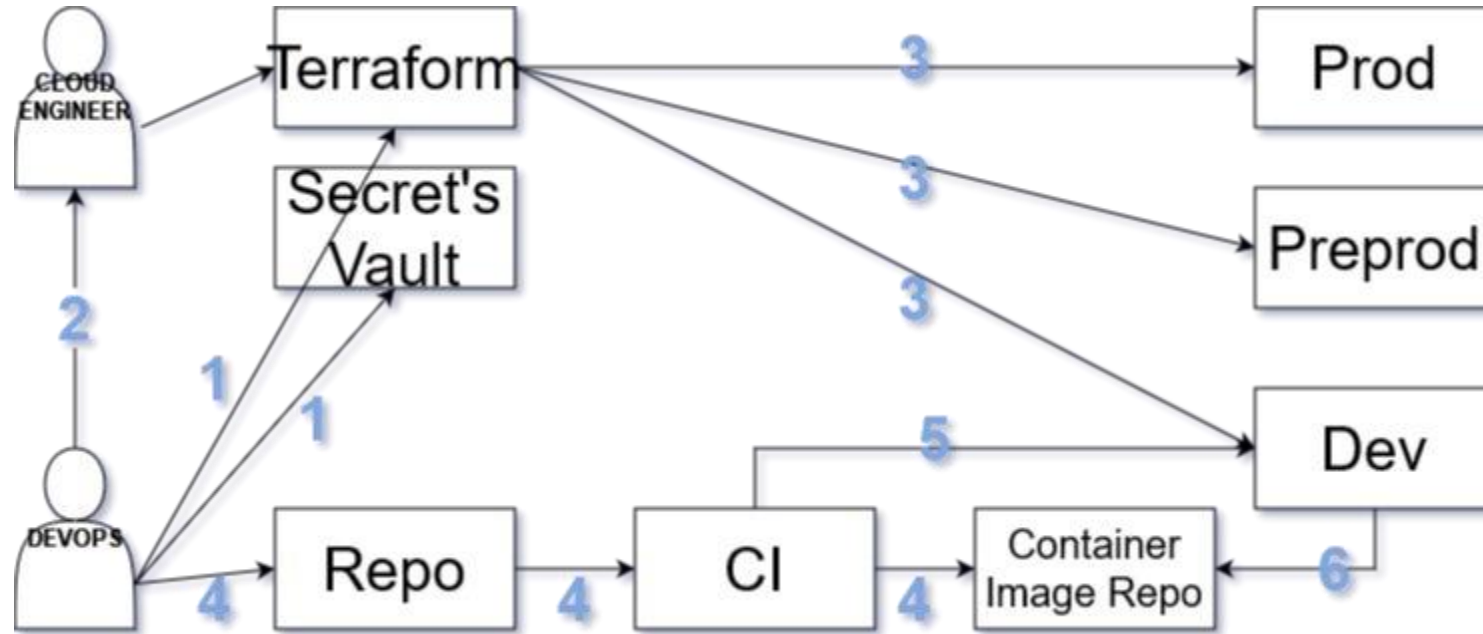 CLOUD
ENGINEER
Terraform
3
Prod
Secret's
Vault
3
Preprod
3
2
1
1
5
Dev
DEVOPS
4
Repo
4
CI
4
Container
Image Repo
6